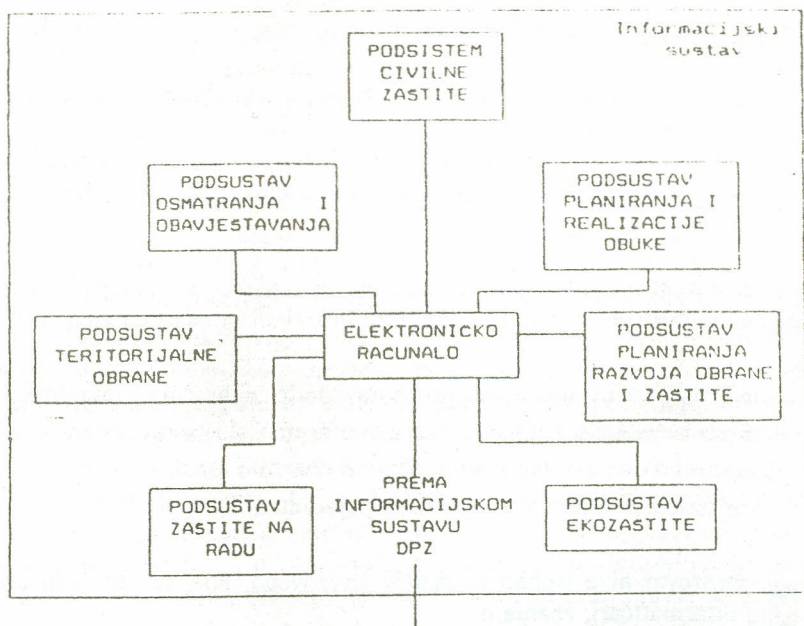 Informacijski
sustav
PODSISTEM
CIVILNE
ZASTITE
PODSUSTAV
OSMATRANJA I
OBAVJESTAVANJA
PODSUSTAV
PLANIRANJA I
REALIZACIJE
OBUKE
PODSUSTAV
TERITORIJALNE
OBRANE
ELEKTRONICKO
RACUNALO
PODSUSTAV
PLANIRANJA
RAZVOJA OBRANE
I ZASTITE
PODSUSTAV
ZASTITE NA
RADU
PREMA
INFORMACIJSKOM
SUSTAVU
DPZ
PODSUSTAV
EKOZASTITE